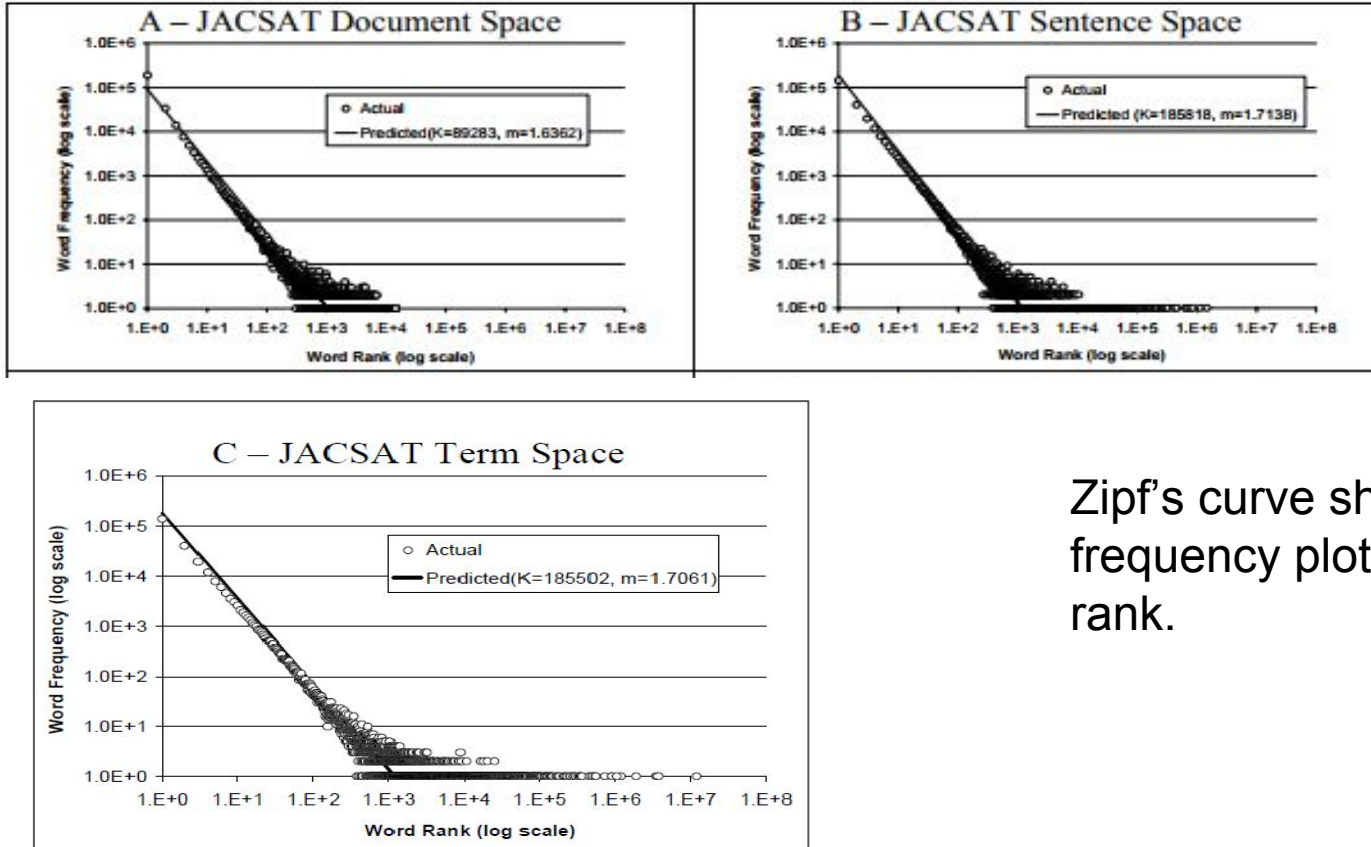 A – JACSAT Document Space
1.0E+6
1.0E+5
1.0E+4
1.0E+3
1.0E+2
1.0E+1
1.0E+0
Word Frequency (log scale)
Actual
Predicted(K=89283, m=1.6362)
1.E+0 1.E+1 1.E+2 1.E+3 1.E+4 1.E+5 1.E+6 1.E+7 1.E+8
Word Rank (log scale)
B – JACSAT Sentence Space
1.0E+6
1.0E+5
1.0E+4
1.0E+3
1.0E+2
1.0E+1
1.0E+0
Word Frequency (log scale)
Actual
Predicted (K=185818, m=1.7138)
1.E+0 1.E+1 1.E+2 1.E+3 1.E+4 1.E+5 1.E+6 1.E+7 1.E+8
Word Rank (log scale)
C – JACSAT Term Space
1.0E+6
1.0E+5
1.0E+4
1.0E+3
1.0E+2
1.0E+1
1.0E+0
Word Frequency (log scale)
Actual
Predicted(K=185502, m=1.7061)
1.E+0 1.E+1 1.E+2 1.E+3 1.E+4 1.E+5 1.E+6 1.E+7 1.E+8
Word Rank (log scale)
Zipf’s curve
frequency plot
rank.